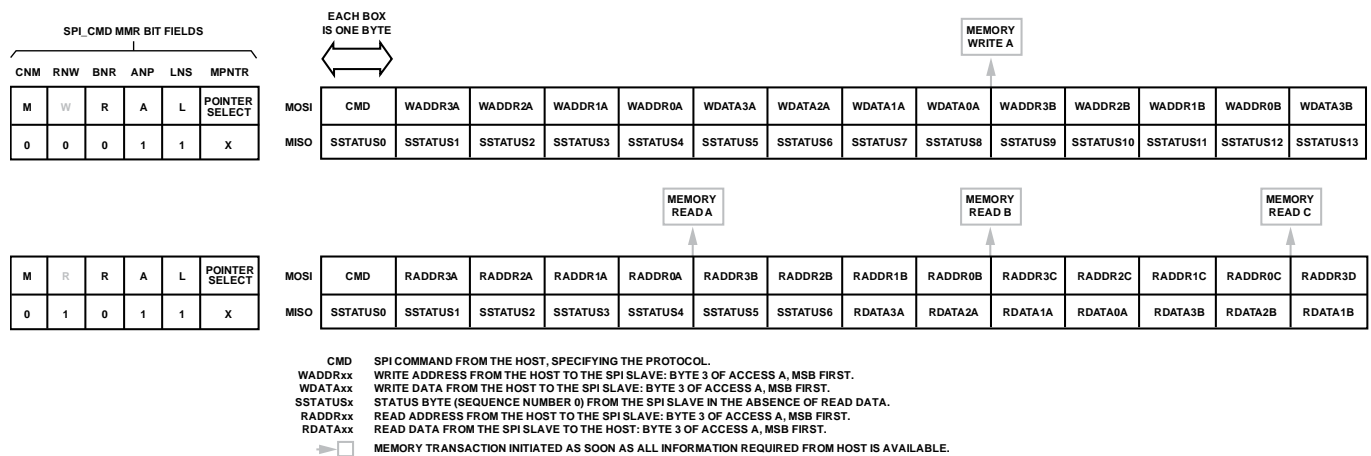 EACH BOX
IS ONE BYTE
SPI_CMD MMR BIT FIELDS
MEMORY
WRITE A
CNM RNW BNR ANP LNS MPNTR
M W R A L POINTER SELECT
MOSI CMD WADDR3A WADDR2A WADDR1A WADDR0A WDATA3A WDATA2A WDATA1A WDATA0A WADDR3B WADDR2B WADDR1B WADDR0B WDATA3B
0 0 0 1 1 X
MISO SSTATUS0 SSTATUS1 SSTATUS2 SSTATUS3 SSTATUS4 SSTATUS5 SSTATUS6 SSTATUS7 SSTATUS8 SSTATUS9 SSTATUS10 SSTATUS11 SSTATUS12 SSTATUS13
MEMORY
READ A
MEMORY
READ B
MEMORY
READ C
M R R A L POINTER SELECT
MOSI CMD RADDR3A RADDR2A RADDR1A RADDR0A RADDR3B RADDR2B RADDR1B RADDR0B RADDR3C RADDR2C RADDR1C RADDR0C RADDR3D
0 1 0 1 1 X
MISO SSTATUS0 SSTATUS1 SSTATUS2 SSTATUS3 SSTATUS4 SSTATUS5 SSTATUS6 RDATA3A RDATA2A RDATA1A RDATA0A RDATA3B RDATA2B RDATA1B
CMD SPI COMMAND FROM THE HOST, SPECIFYING THE PROTOCOL.
WADDRxx WRITE ADDRESS FROM THE HOST TO THE SPI SLAVE: BYTE 3 OF ACCESS A, MSB FIRST.
WDATAxx WRITE DATA FROM THE HOST TO THE SPI SLAVE: BYTE 3 OF ACCESS A, MSB FIRST.
SSTATUSx STATUS BYTE (SEQUENCE NUMBER 0) FROM THE SPI SLAVE IN THE ABSENCE OF READ DATA.
RADDRxx READ ADDRESS FROM THE HOST TO THE SPI SLAVE: BYTE 3 OF ACCESS A, MSB FIRST.
RDATAxx READ DATA FROM THE SPI SLAVE TO THE HOST: BYTE 3 OF ACCESS A, MSB FIRST.
MEMORY TRANSACTION INITIATED AS SOON AS ALL INFORMATION REQUIRED FROM HOST IS AVAILABLE.